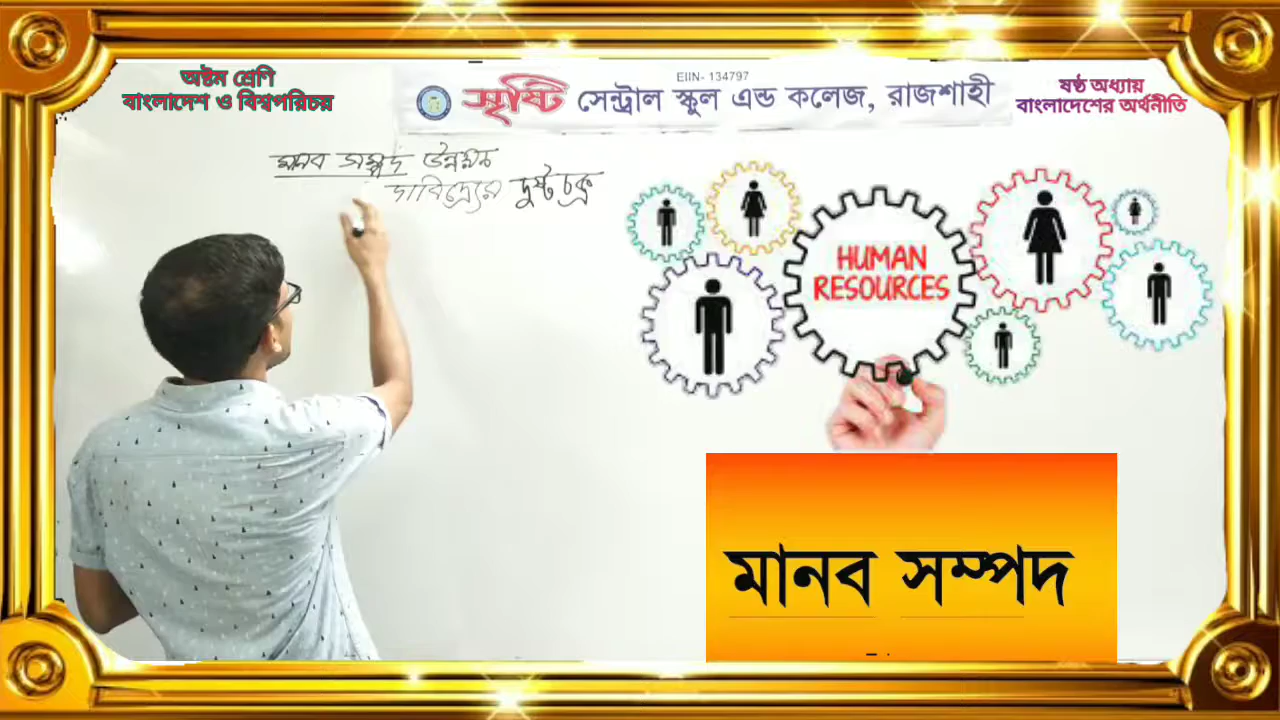 অষ্টম শ্রেণি
বাংলাদেশ ও বিশ্বপরিচয়
EIIN- 134797
সৃষ্টি সেন্ট্রাল স্কুল এন্ড কলেজ, রাজশাহী
ষষ্ঠ অধ্যায়
বাংলাদেশের অর্থনীতি
মানব সম্পদ উন্নয়ন
দারিদ্র্যের দুষ্ট চক্র
HUMAN
RESOURCES
মানব সম্পদ